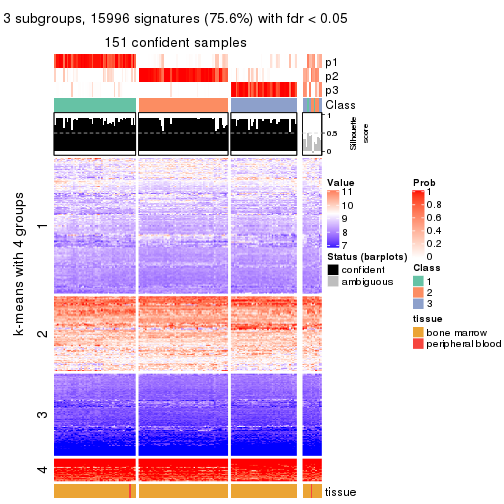 3 subgroups, 15996 signatures (75.6%) with fdr < 0.05
151 confident samples
p1
p2
p3
Class
1
0.5
0
Silhouette
score
k-means with 4 groups
1
2
3
4
tissue
Value
11
10
9
8
7
Prob
1
0.8
0.6
0.4
0.2
0
Status (barplots)
confident
ambiguous
Class
1
2
3
tissue
bone marrow
peripheral blood